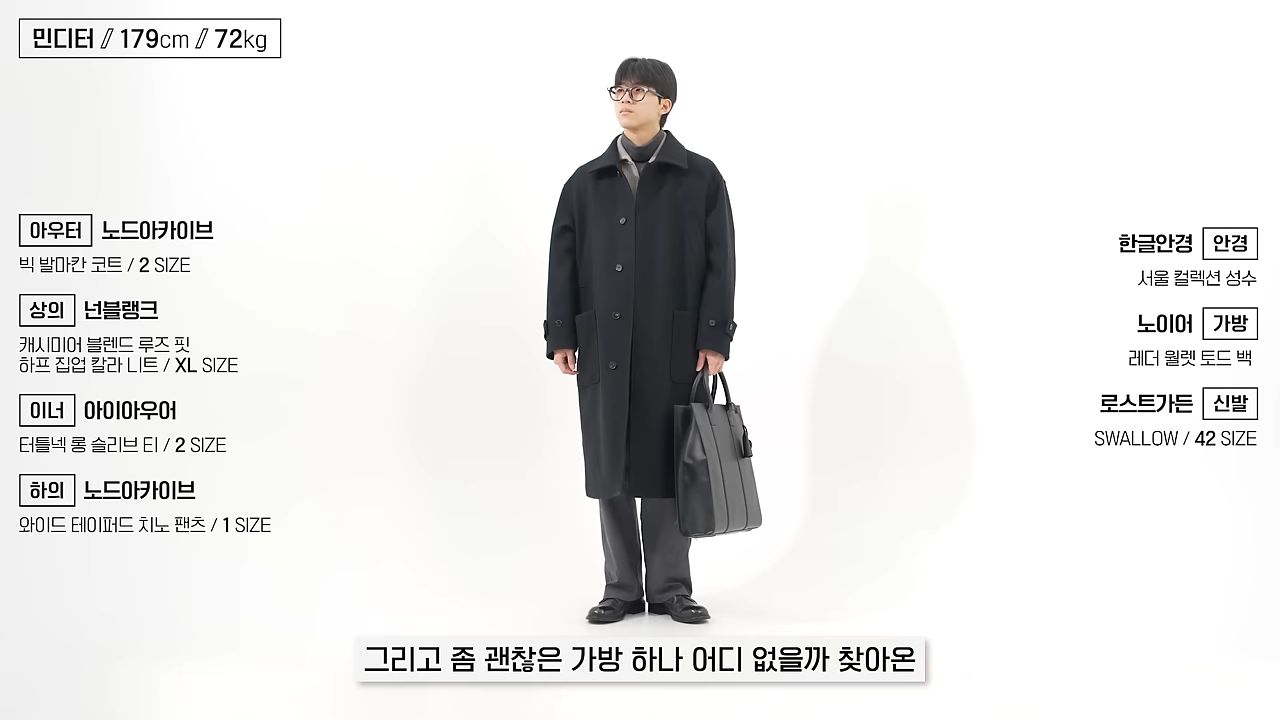 민디터 // 179cm // 72kg
아우터 노드아카이브
빅 발마칸 코트 / 2 SIZE
상의 넌블랭크
캐시미어 블렌드 루즈 핏
하프 집업 칼라 니트 / XL SIZE
이너 아이아우어
터틀넥 롱 슬리브 티 / 2 SIZE
하의 노드아카이브
와이드 테이퍼드 치노 팬츠 / 1 SIZE
한글안경 안경
서울 컬렉션 성수
노이어 가방
레더 월렛 토드 백
로스트가든 신발
SWALLOW / 42 SIZE
그리고 좀 괜찮은 가방 하나 어디 없을까 찾아온